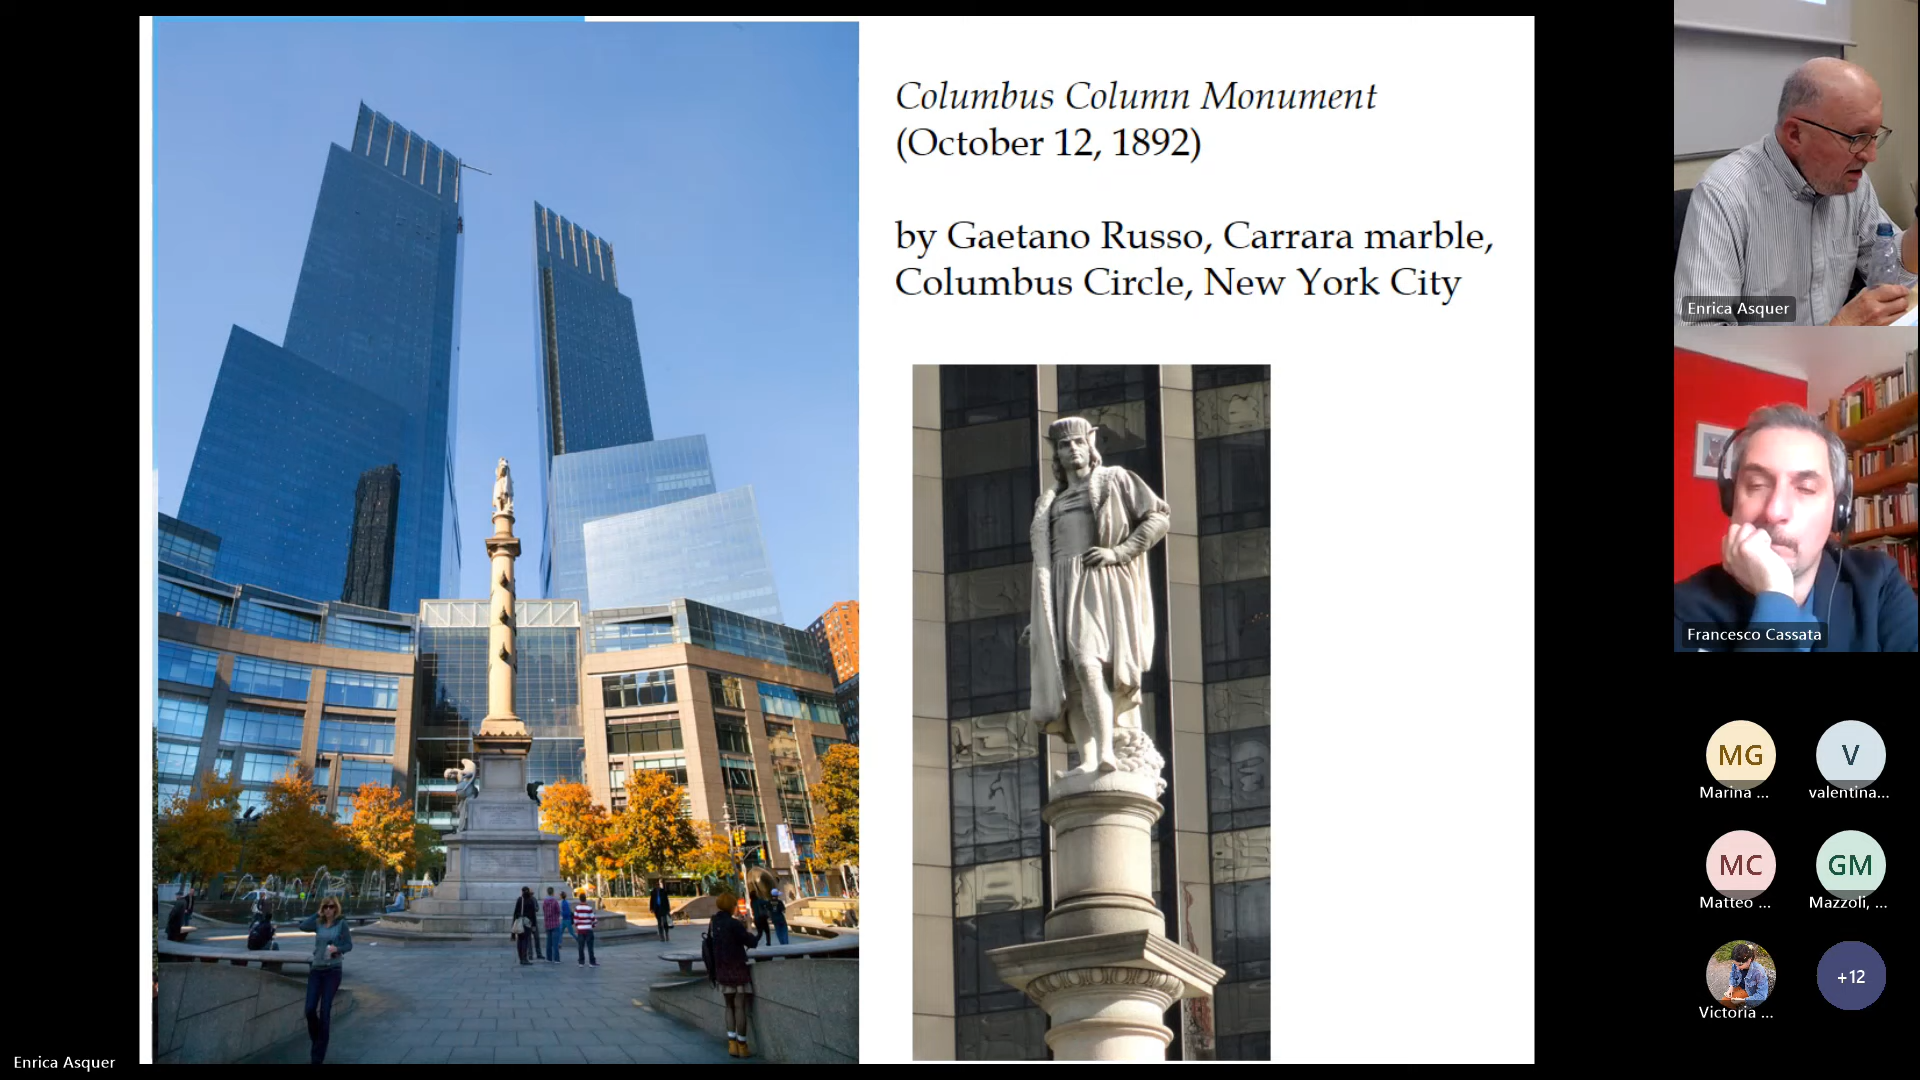 Columbus Column Monument
(October 12, 1892)
by Gaetano Russo, Carrara marble,
Columbus Circle, New York City
Enrica Asquer
Francesco Cassata
MG
Marina ...
V
valentina...
MC
Matteo ...
GM
Mazzoli, ...
Victoria ...
+12
Enrica Asquer